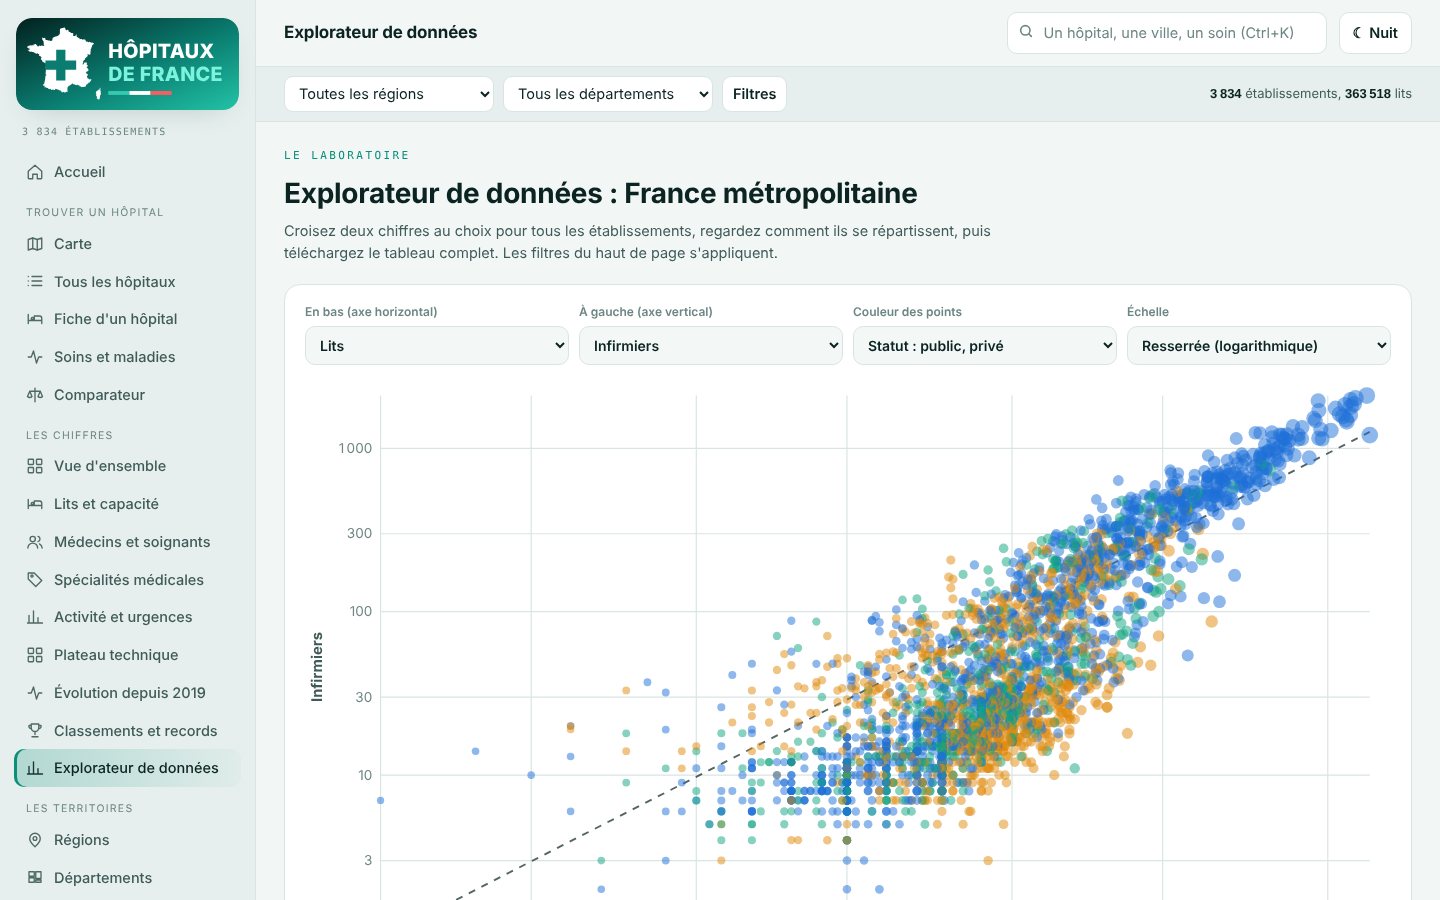 HÔPITAUX
DE FRANCE
3 834 ÉTABLISSEMENTS
Accueil
TROUVER UN HÔPITAL
Carte
Tous les hôpitaux
Fiche d'un hôpital
Soins et maladies
Comparateur
LES CHIFFRES
Vue d'ensemble
Lits et capacité
Médecins et soignants
Spécialités médicales
Activité et urgences
Plateau technique
Évolution depuis 2019
Classements et records
Explorateur de données
LES TERRITOIRES
Régions
Départements
Explorateur de données
Un hôpital, une ville, un soin (Ctrl+K)
Nuit
Toutes les régions
Tous les départements
Filtres
3 834 établissements, 363 518 lits
LE LABORATOIRE
Explorateur de données : France métropolitaine
Croisez deux chiffres au choix pour tous les établissements, regardez comment ils se répartissent, puis
téléchargez le tableau complet. Les filtres du haut de page s'appliquent.
En bas (axe horizontal)
Lits
À gauche (axe vertical)
Infirmiers
Couleur des points
Statut : public, privé
Échelle
Resserrée (logarithmique)
1 000
300
100
30
10
3
Infirmiers